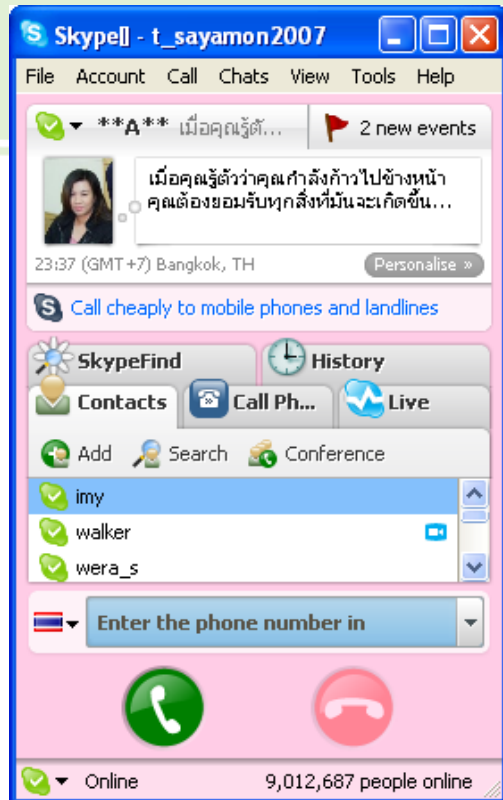 Skype[] - t_sayamon2007
File Account Call Chats View Tools Help
**A** เมื่อคุณรู้ตั... 2 new events
เมื่อคุณรู้ตัวว่าคุณกำลังก้าวไปข้างหน้า
คุณต้องยอมรับทุกสิ่งที่มันจะเกิดขึ้น...
23:37 (GMT+7) Bangkok, TH Personalise »
Call cheaply to mobile phones and landlines
SkypeFind History
Contacts Call Ph... Live
Add Search Conference
imy
walker
wera_s
Enter the phone number in
Online 9,012,687 people online